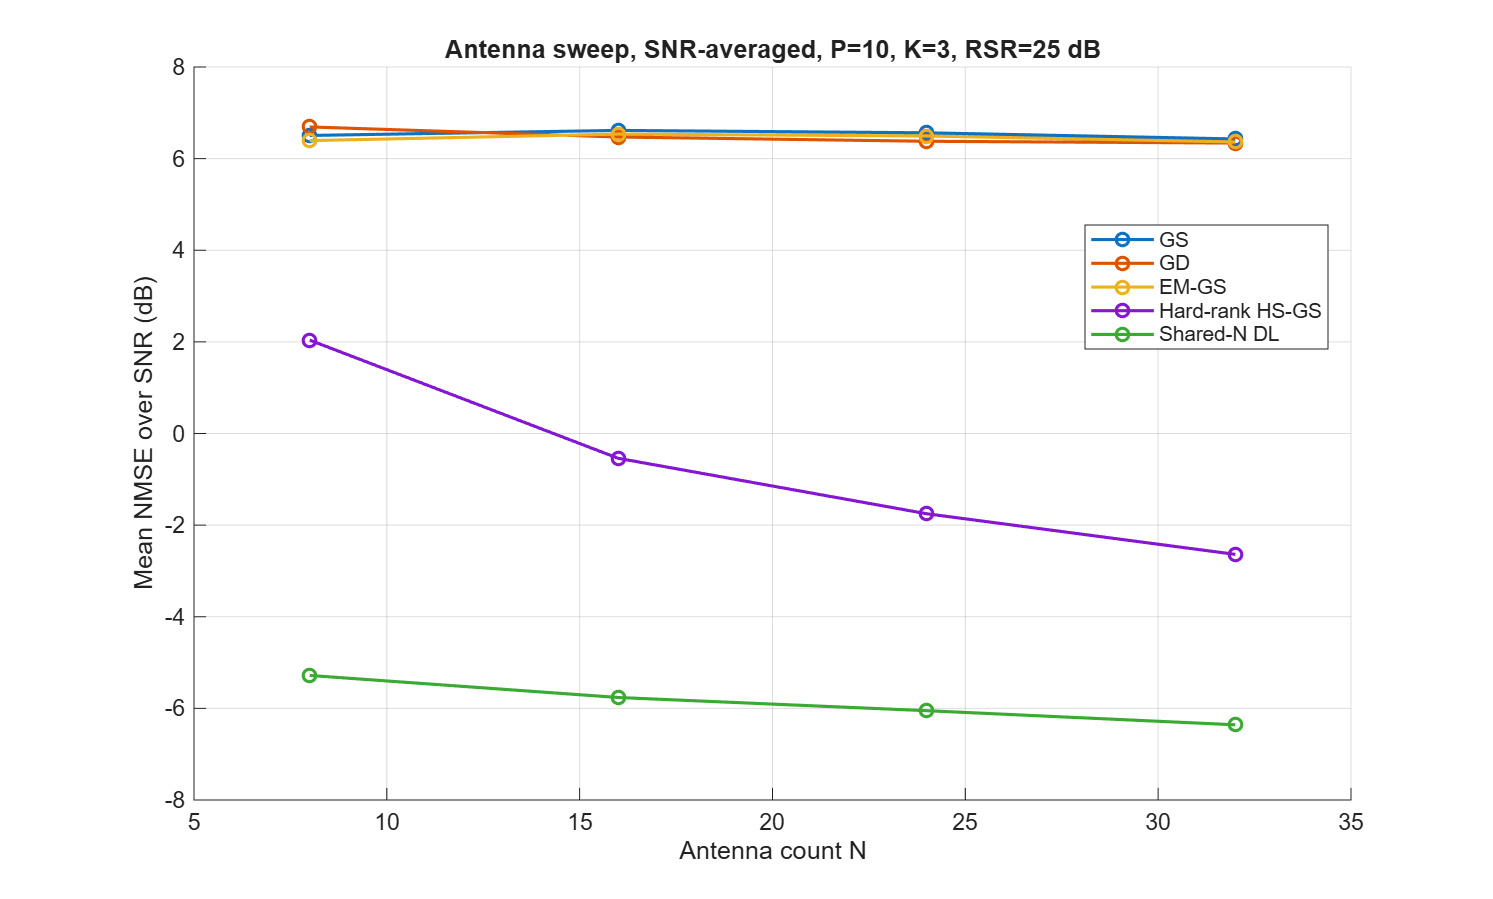 Antenna sweep, SNR-averaged, P=10, K=3, RSR=25 dB
8
6
4
2
0
-2
-4
-6
-8
Mean NMSE over SNR (dB)
GS
GD
EM-GS
Hard-rank HS-GS
Shared-N DL
5 10 15 20 25 30 35
Antenna count N